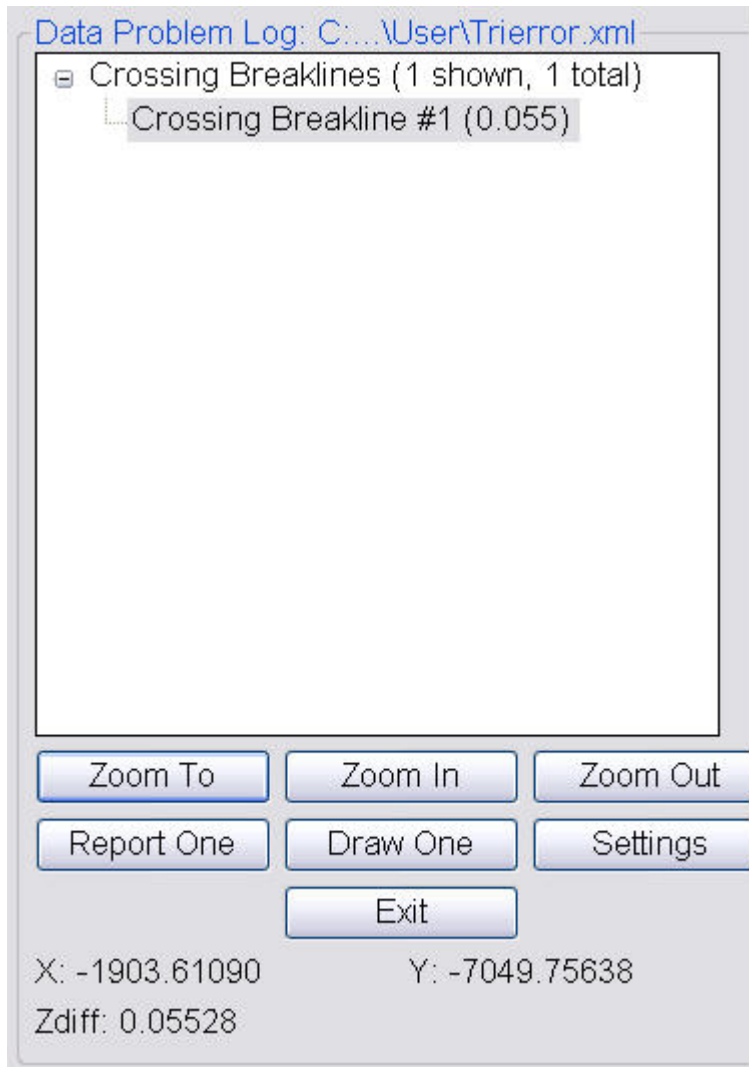 Data Problem Log: C:...\User\Trierror.xml
Crossing Breaklines (1 shown, 1 total)
Crossing Breakline #1 (0.055)
Zoom To Zoom In Zoom Out
Report One Draw One Settings
Exit
X: -1903.61090 Y: -7049.75638
Zdiff: 0.05528